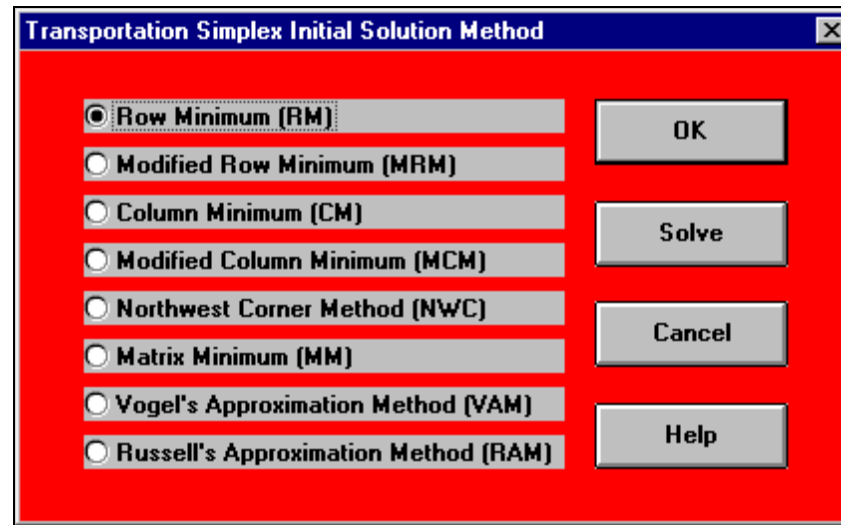 Transportation Simplex Initial Solution Method
Row Minimum (RM)
Modified Row Minimum (MRM)
Column Minimum (CM)
Modified Column Minimum (MCM)
Northwest Corner Method (NWC)
Matrix Minimum (MM)
Vogel's Approximation Method (VAM)
Russell's Approximation Method (RAM)
OK
Solve
Cancel
Help